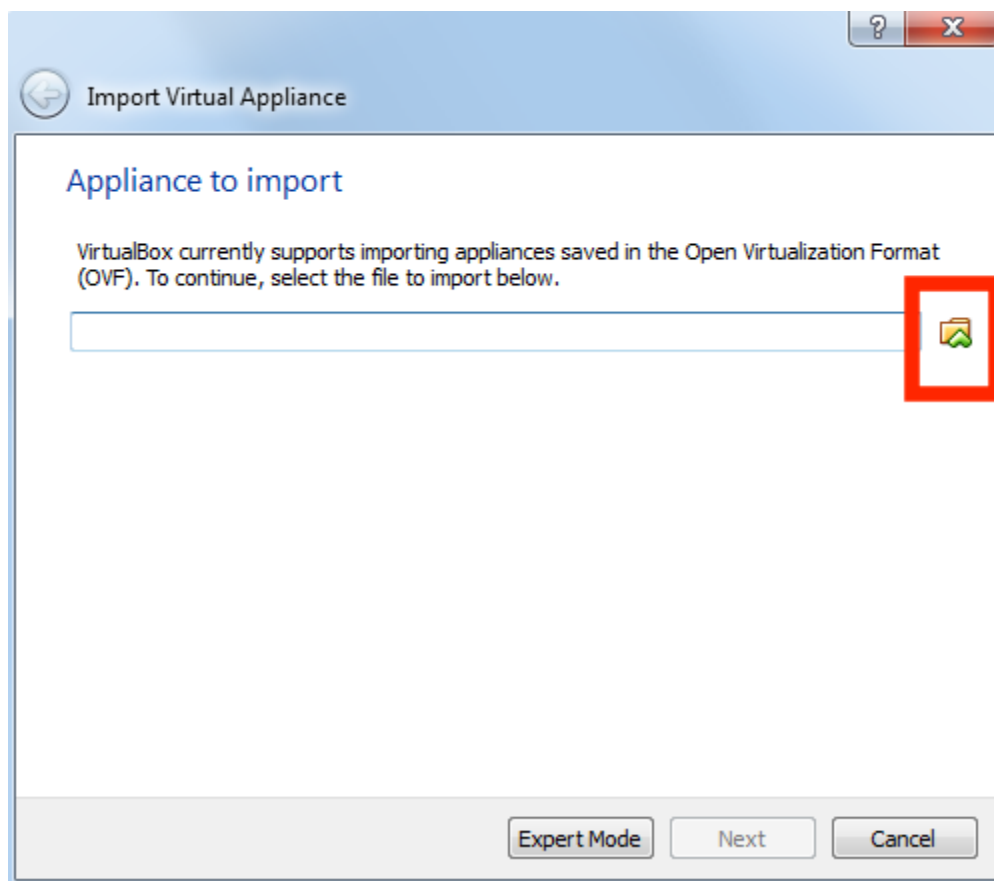 Import Virtual Appliance
Appliance to import
VirtualBox currently supports importing appliances saved in the Open Virtualization Format
(OVF). To continue, select the file to import below.
Expert Mode Next Cancel